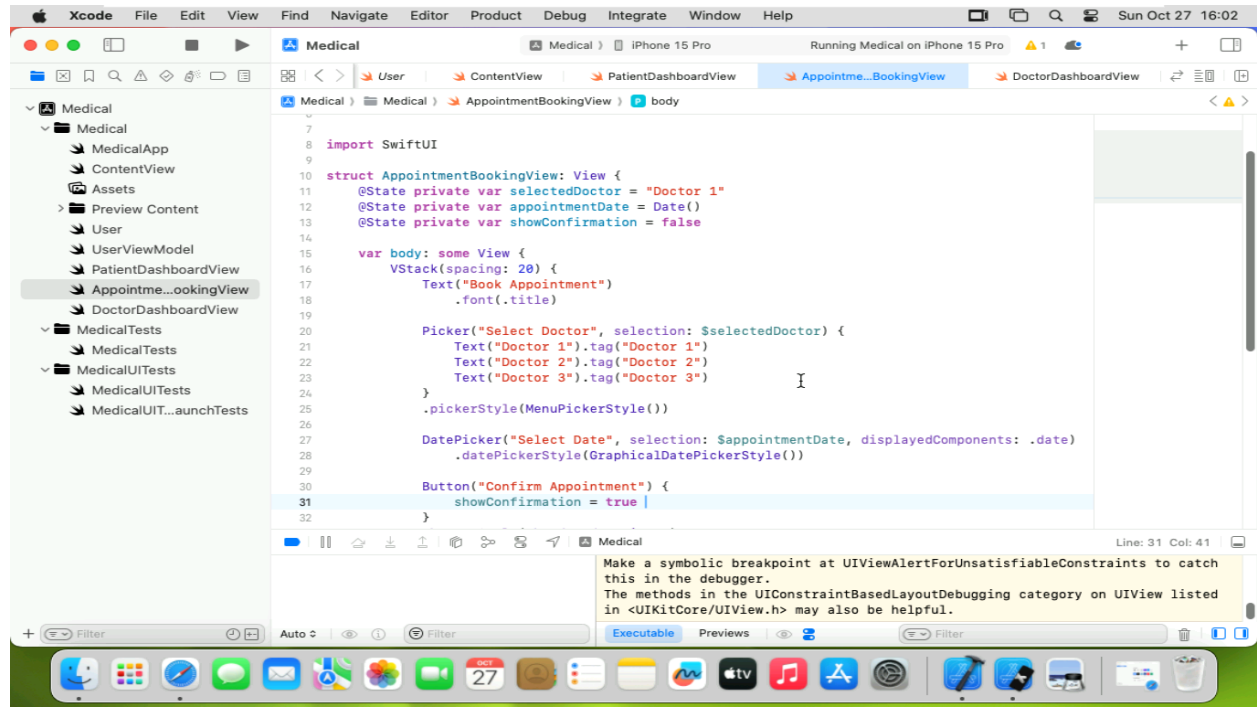 Xcode File Edit View Find Navigate Editor Product Debug Integrate Window Help Sun Oct 27 16:02
Medical
Medical 〉 iPhone 15 Pro
Running Medical on iPhone 15 Pro
1
User
ContentView
PatientDashboardView
Appointme...BookingView
DoctorDashboardView
Medical 〉 Medical 〉 AppointmentBookingView 〉 P body
Medical
Medical
MedicalApp
ContentView
Assets
Preview Content
User
UserViewModel
PatientDashboardView
Appointme...ookingView
DoctorDashboardView
MedicalTests
MedicalTests
MedicalUITests
MedicalUITests
MedicalUIT...aunchTests
Filter
7
8 import SwiftUI
9
10 struct AppointmentBookingView: View {
11 @State private var selectedDoctor = "Doctor 1"
12 @State private var appointmentDate = Date()
13 @State private var showConfirmation = false
14
15 var body: some View {
16 VStack(spacing: 20) {
17 Text("Book Appointment")
18 .font(.title)
19
20 Picker("Select Doctor", selection: $selectedDoctor) {
21 Text("Doctor 1").tag("Doctor 1")
22 Text("Doctor 2").tag("Doctor 2")
23 Text("Doctor 3").tag("Doctor 3")
24 }
25 .pickerStyle(MenuPickerStyle())
26
27 DatePicker("Select Date", selection: $appointmentDate, displayedComponents: .date)
28 .datePickerStyle(GraphicalDatePickerStyle())
29
30 Button("Confirm Appointment") {
31 showConfirmation = true
32 }
Medical
Line: 31 Col: 41
Make a symbolic breakpoint at UIViewAlertForUnsatisfiableConstraints to catch
this in the debugger.
The methods in the UIConstraintBasedLayoutDebugging category on UIView listed
in <UIKitCore/UIView.h> may also be helpful.
Auto
Filter
Executable
Previews
Filter
OCT
27
tv